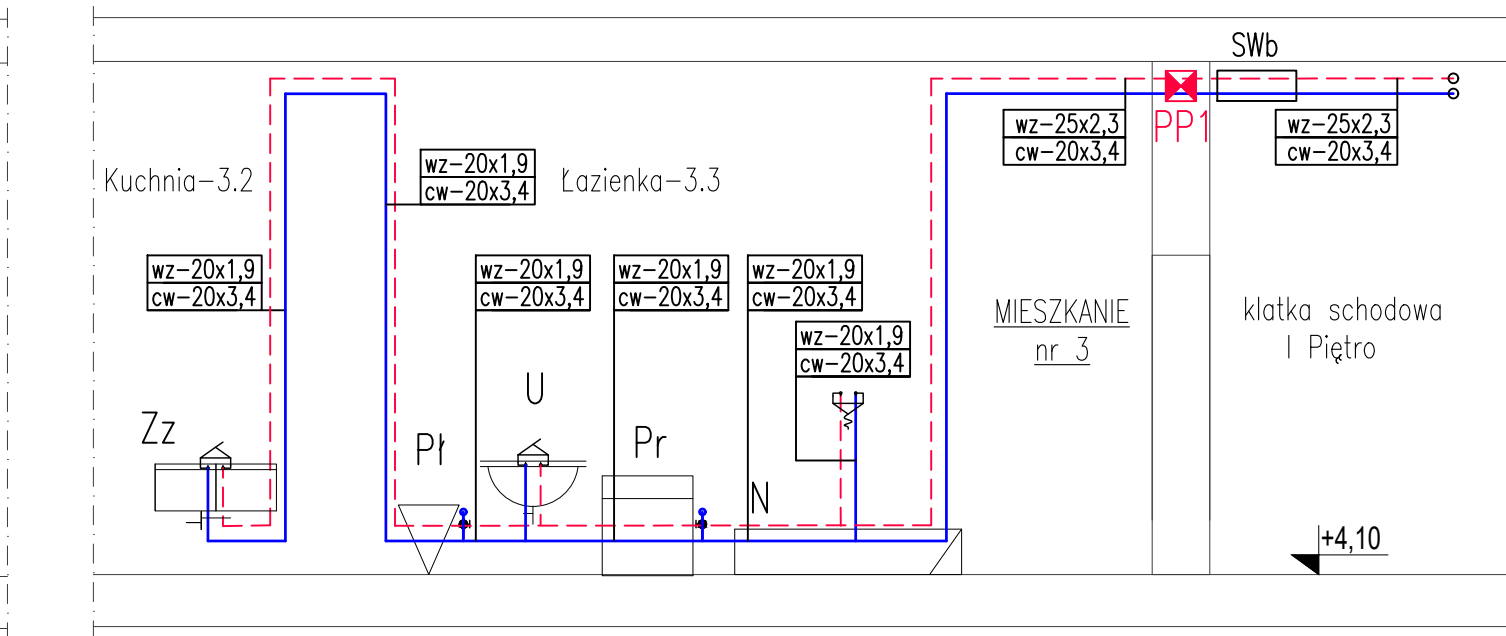 SWb
wz-25x2,3
cw-20x3,4
PP1
wz-25x2,3
cw-20x3,4
Kuchnia-3.2
wz-20x1,9
cw-20x3,4
Łazienka-3.3
wz-20x1,9
cw-20x3,4
wz-20x1,9
cw-20x3,4
wz-20x1,9
cw-20x3,4
wz-20x1,9
cw-20x3,4
MIESZKANIE
nr 3
klatka schodowa
I Piętro
wz-20x1,9
cw-20x3,4
Zz
Pł
U
Pr
N
+4,10